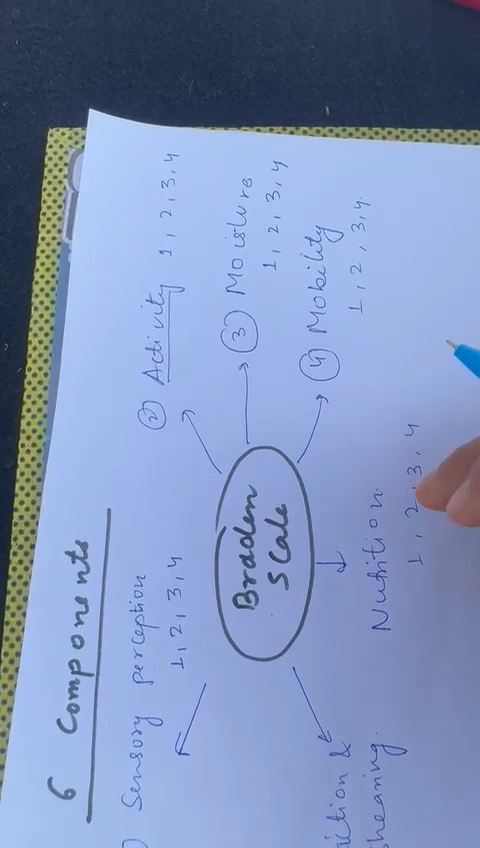 6 Components
) Sensory perception
1, 2, 3, 4
② Activity 1, 2, 3, 4
③ Moisture
1, 2, 3, 4
④ Mobility
1, 2, 3, 4.
Braden
Scale
Nutrition
1, 2, 3, 4
&
shearing.